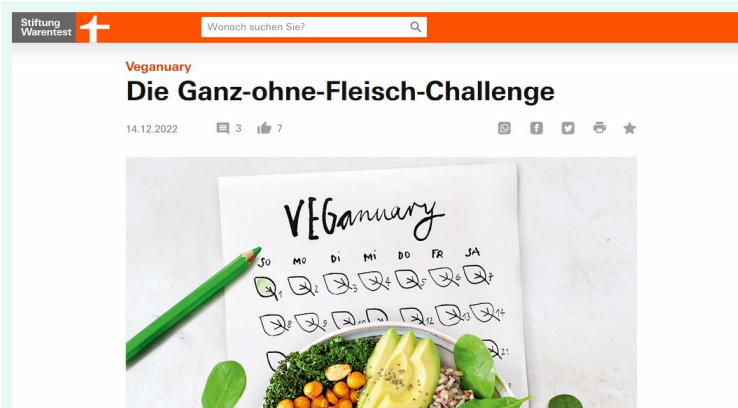 Stiftung
Warentest
Wonach suchen Sie?
Veganuary
Die Ganz-ohne-Fleisch-Challenge
14.12.2022 3 7
VEGanuary
SO MO Di Mi DO FR SA
1 2 3 4 5 6 7
8 9 10 12 13 14
21